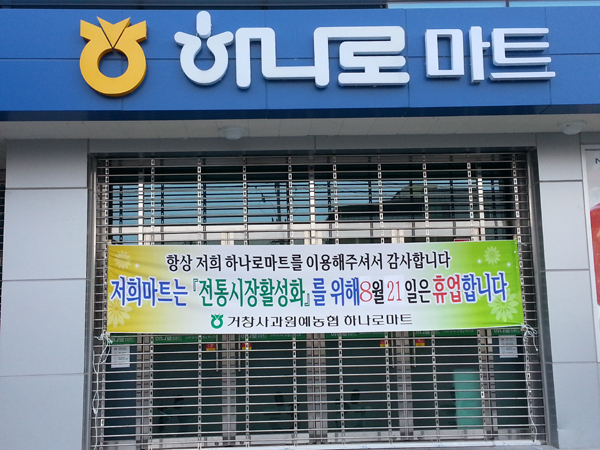 하나로마트
항상 저희 하나로마트를 이용해주셔서 감사합니다
저희마트는 『전통시장활성화』를 위해 8월 21일은 휴업합니다
거창사과원예농협 하나로마트